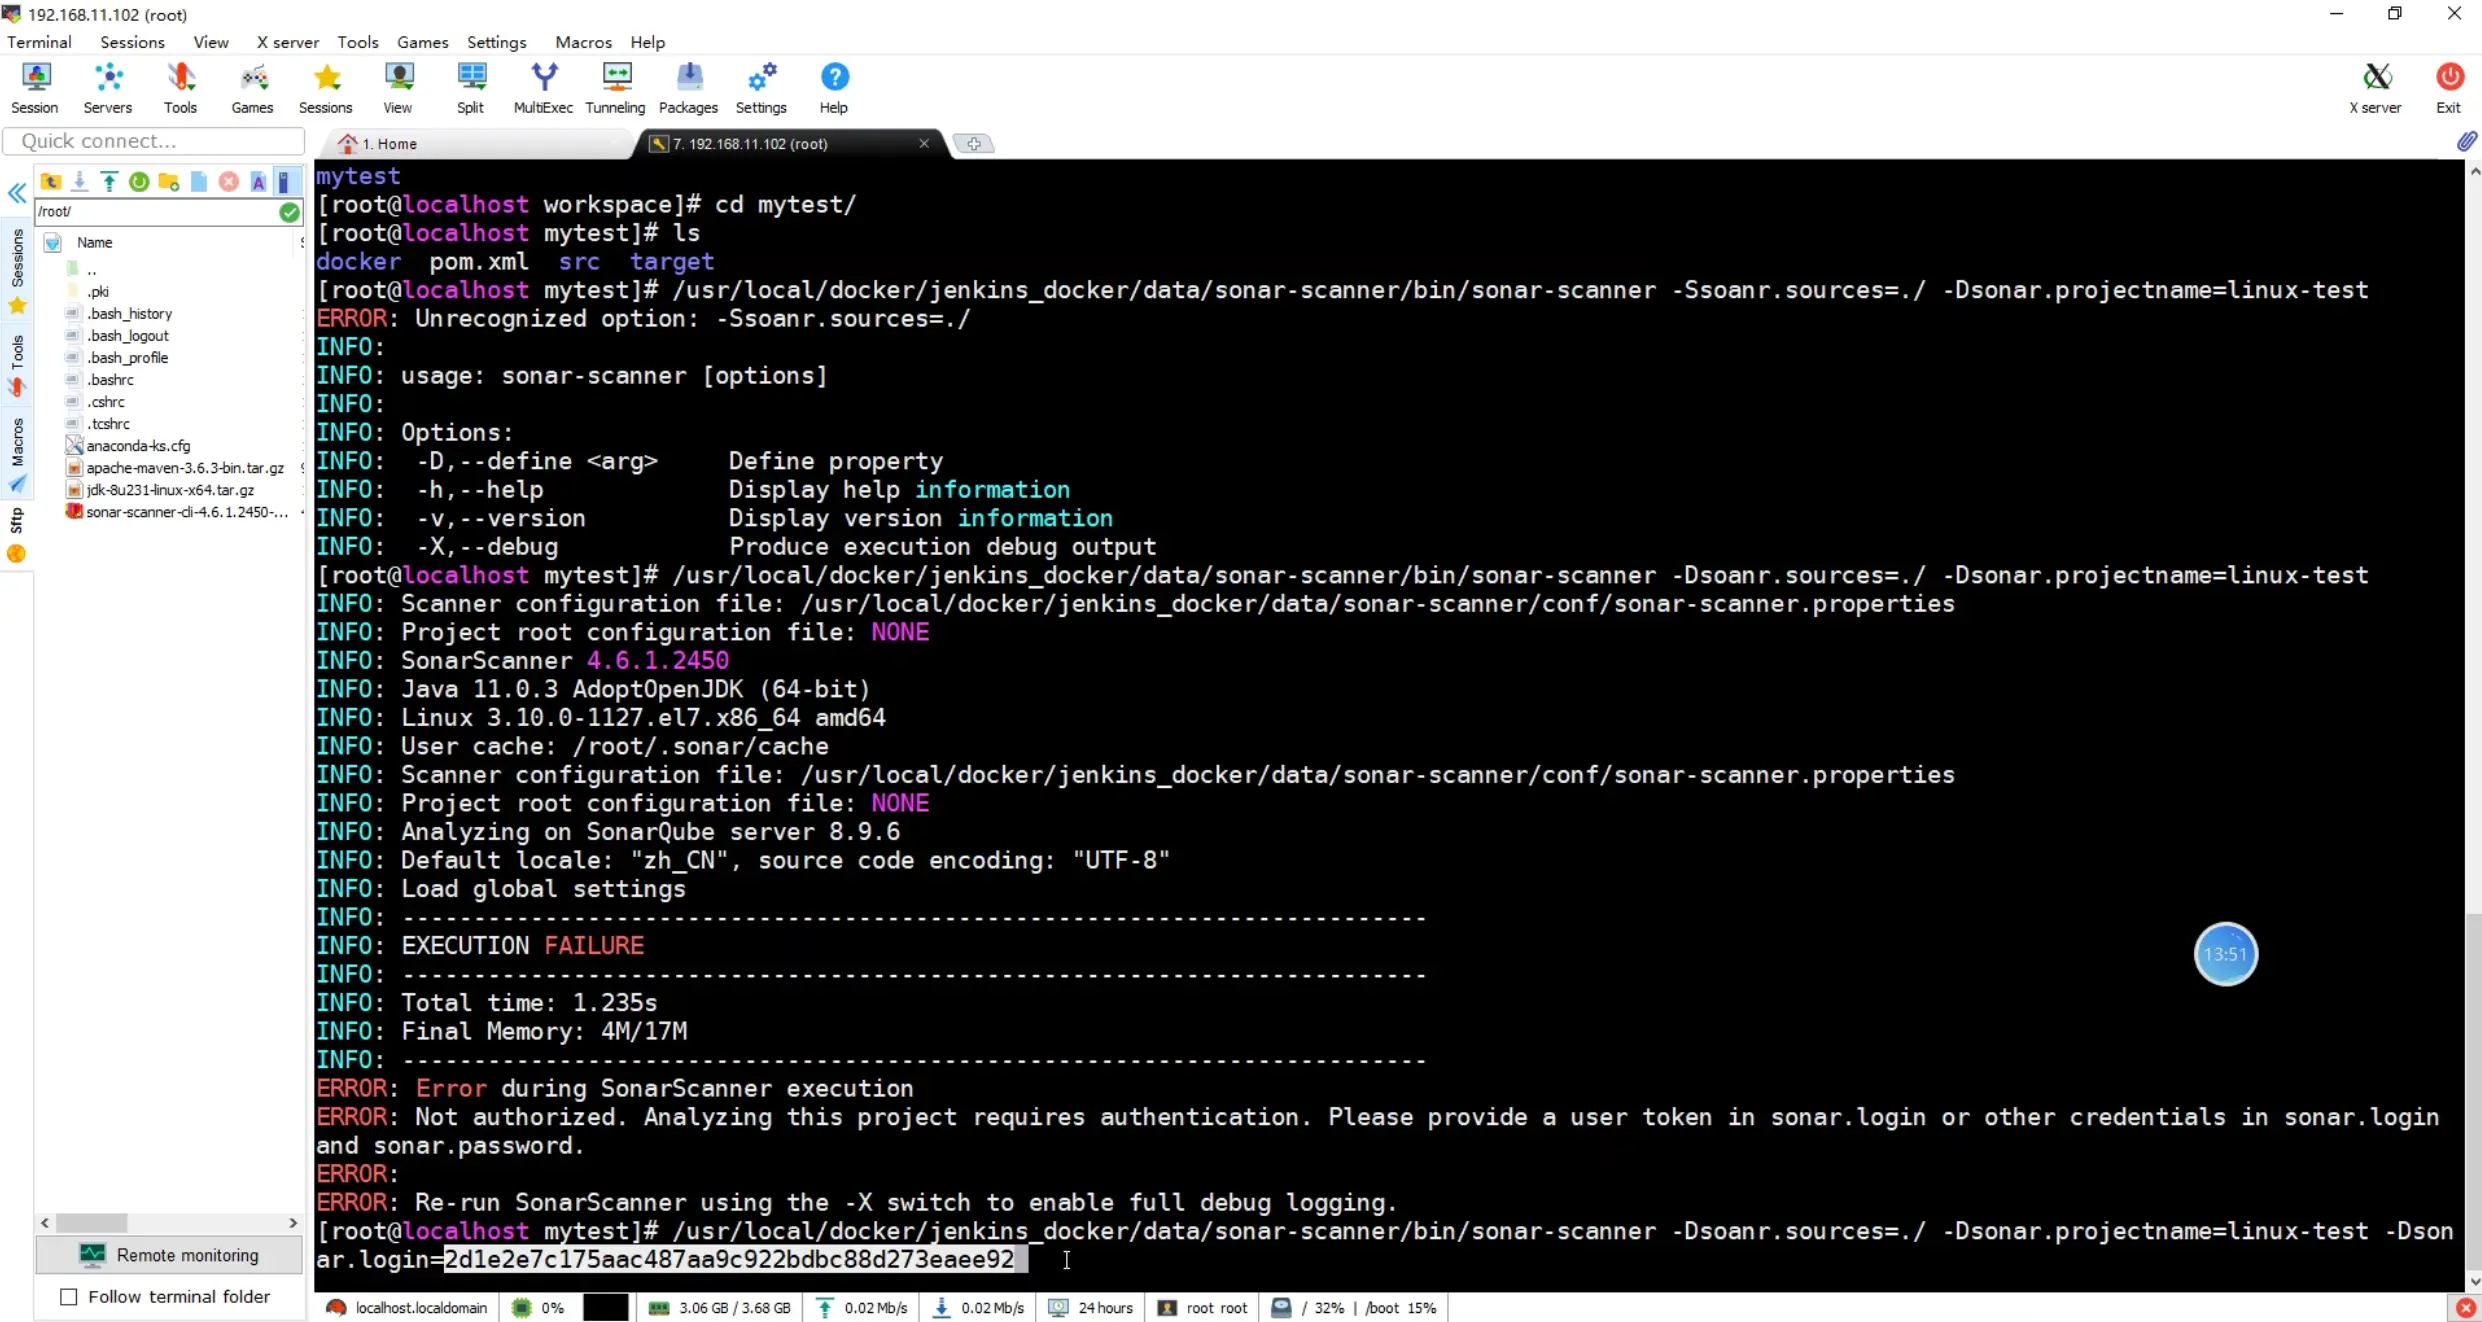 192.168.11.102 (root)
Terminal Sessions View X server Tools Games Settings Macros Help
Session Servers Tools Games Sessions View Split MultiExec Tunneling Packages Settings Help X server Exit
Quick connect...
1. Home
7. 192.168.11.102 (root)
/root/
Name
..
.pki
.bash_history
.bash_logout
.bash_profile
.bashrc
.cshrc
.tcshrc
anaconda-ks.cfg
apache-maven-3.6.3-bin.tar.gz
jdk-8u231-linux-x64.tar.gz
sonar-scanner-cli-4.6.1.2450-...
Sessions
Tools
Macros
Sftp
Remote monitoring
Follow terminal folder
mytest
[root@localhost workspace]# cd mytest/
[root@localhost mytest]# ls
docker pom.xml src target
[root@localhost mytest]# /usr/local/docker/jenkins_docker/data/sonar-scanner/bin/sonar-scanner -Ssoanr.sources=./ -Dsonar.projectname=linux-test
ERROR: Unrecognized option: -Ssoanr.sources=./
INFO:
INFO: usage: sonar-scanner [options]
INFO:
INFO: Options:
INFO: -D,--define <arg> Define property
INFO: -h,--help Display help information
INFO: -v,--version Display version information
INFO: -X,--debug Produce execution debug output
[root@localhost mytest]# /usr/local/docker/jenkins_docker/data/sonar-scanner/bin/sonar-scanner -Dsoanr.sources=./ -Dsonar.projectname=linux-test
INFO: Scanner configuration file: /usr/local/docker/jenkins_docker/data/sonar-scanner/conf/sonar-scanner.properties
INFO: Project root configuration file: NONE
INFO: SonarScanner 4.6.1.2450
INFO: Java 11.0.3 AdoptOpenJDK (64-bit)
INFO: Linux 3.10.0-1127.el7.x86_64 amd64
INFO: User cache: /root/.sonar/cache
INFO: Scanner configuration file: /usr/local/docker/jenkins_docker/data/sonar-scanner/conf/sonar-scanner.properties
INFO: Project root configuration file: NONE
INFO: Analyzing on SonarQube server 8.9.6
INFO: Default locale: "zh_CN", source code encoding: "UTF-8"
INFO: Load global settings
INFO: ------------------------------------------------------------------------
INFO: EXECUTION FAILURE
INFO: ------------------------------------------------------------------------
INFO: Total time: 1.235s
INFO: Final Memory: 4M/17M
INFO: ------------------------------------------------------------------------
ERROR: Error during SonarScanner execution
ERROR: Not authorized. Analyzing this project requires authentication. Please provide a user token in sonar.login or other credentials in sonar.login
and sonar.password.
ERROR:
ERROR: Re-run SonarScanner using the -X switch to enable full debug logging.
[root@localhost mytest]# /usr/local/docker/jenkins_docker/data/sonar-scanner/bin/sonar-scanner -Dsoanr.sources=./ -Dsonar.projectname=linux-test -Dson
ar.login=2d1e2e7c175aac487aa9c922bdbc88d273eaee92
13:51
localhost.localdomain 0% 3.06 GB / 3.68 GB 0.02 Mb/s 0.02 Mb/s 24 hours root root / 32% | /boot 15%